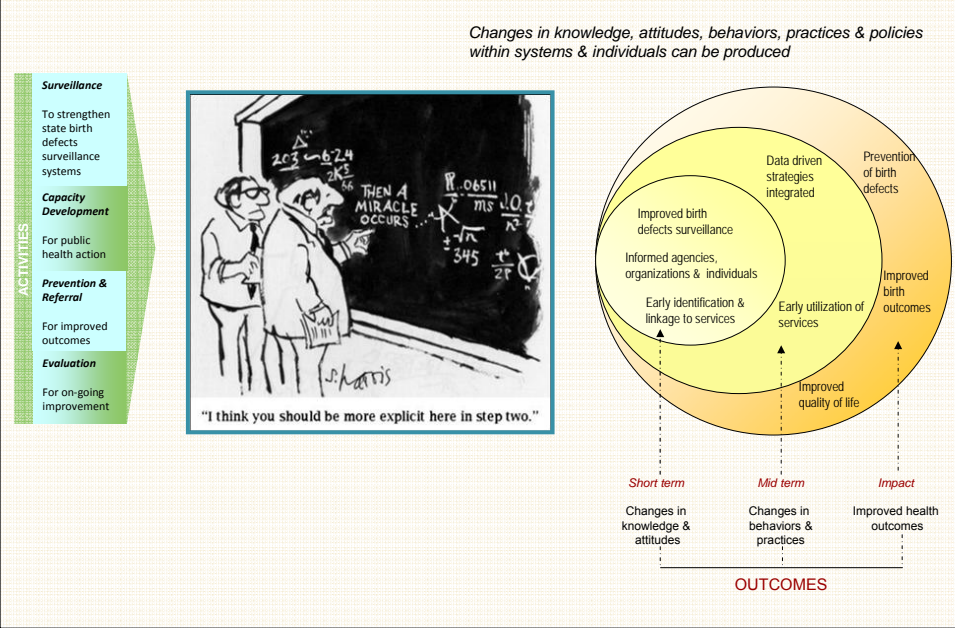 Changes in knowledge, attitudes, behaviors, practices & policies
within systems & individuals can be produced
ACTIVITIES
Surveillance
To strengthen
state birth
defects
surveillance
systems
Capacity
Development
For public
health action
Prevention &
Referral
For improved
outcomes
Evaluation
For on-going
improvement
THEN A
MIRACLE
OCCURS...
345
S. Harris
"I think you should be more explicit here in step two."
Improved birth
defects surveillance
Informed agencies,
organizations & individuals
Early identification &
linkage to services
Data driven
strategies
integrated
Early utilization of
services
Prevention
of birth
defects
Improved
birth
outcomes
Improved
quality of life
Short term
Changes in
knowledge &
attitudes
Mid term
Changes in
behaviors &
practices
Impact
Improved health
outcomes
OUTCOMES